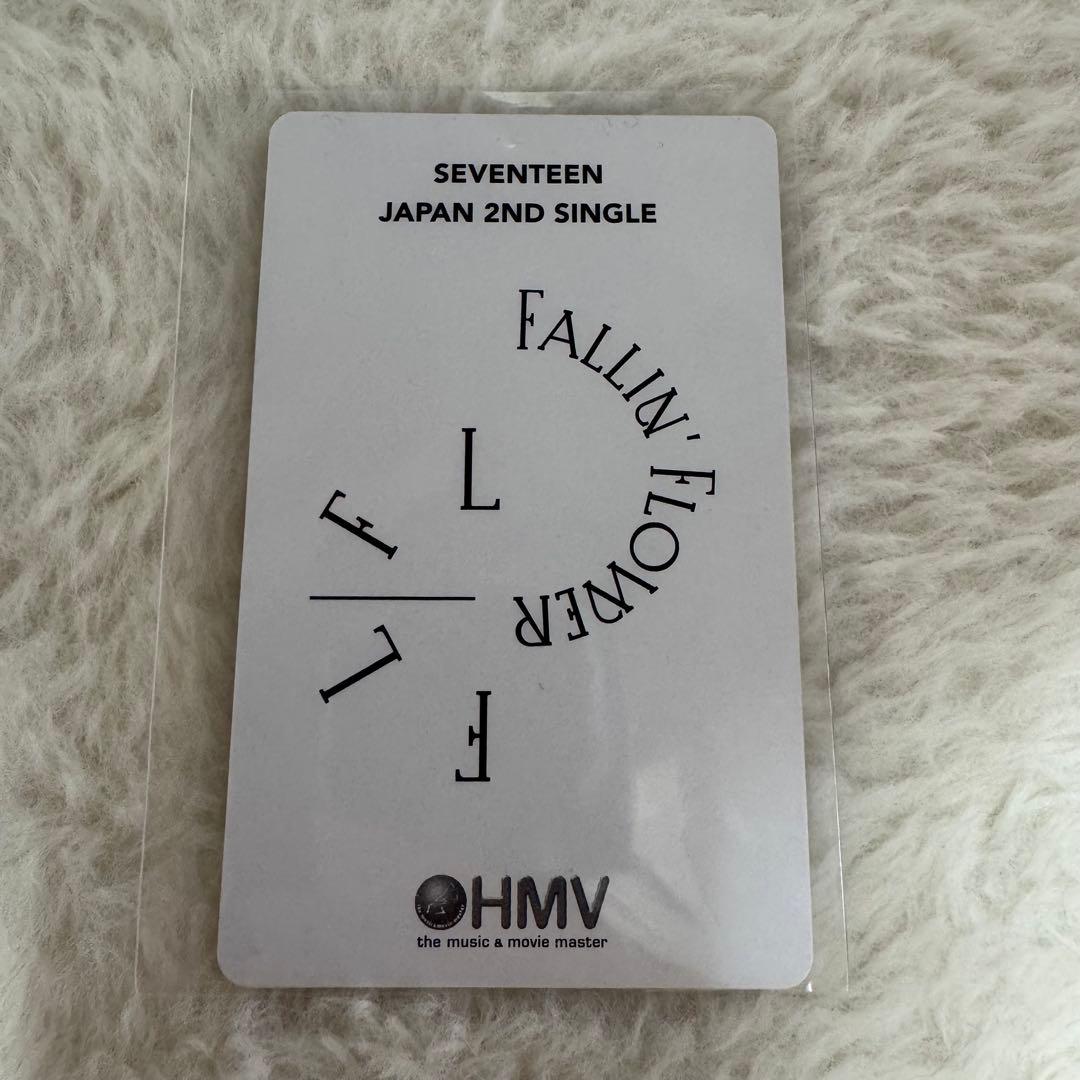 SEVENTEEN
JAPAN 2ND SINGLE
FALLIN' FLOWER
L
F
L
F
HMV
the music & movie master